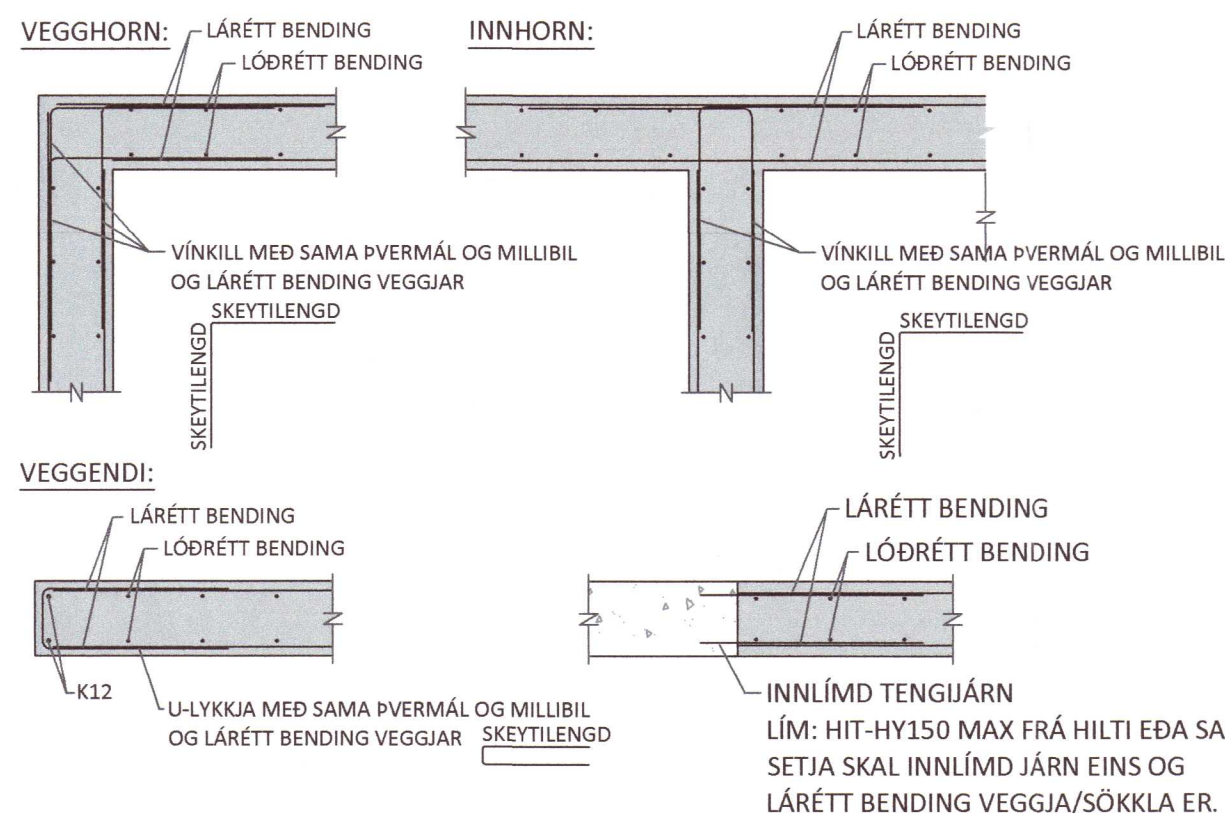 VEGGHORN:
LÁRÉTT BENDING
LÓÐRÉTT BENDING
VÍNKILL MEÐ SAMA ÞVERMÁL OG MILLIBIL
OG LÁRÉTT BENDING VEGGJAR
SKEYTILENGD
SKEYTILENGD
INNHORN:
LÁRÉTT BENDING
LÓÐRÉTT BENDING
VÍNKILL MEÐ SAMA ÞVERMÁL OG MILLIBIL
OG LÁRÉTT BENDING VEGGJAR
SKEYTILENGD
SKEYTILENGD
VEGGENDI:
LÁRÉTT BENDING
LÓÐRÉTT BENDING
K12
U-LYKKJA MEÐ SAMA ÞVERMÁL OG MILLIBIL
OG LÁRÉTT BENDING VEGGJAR
SKEYTILENGD
LÁRÉTT BENDING
LÓÐRÉTT BENDING
INNLÍMD TENGIJÁRN
LÍM: HIT-HY150 MAX FRÁ HILTI EÐA SA
SETJA SKAL INNLÍMD JÁRN EINS OG
LÁRÉTT BENDING VEGGJA/SÖKKLA ER.